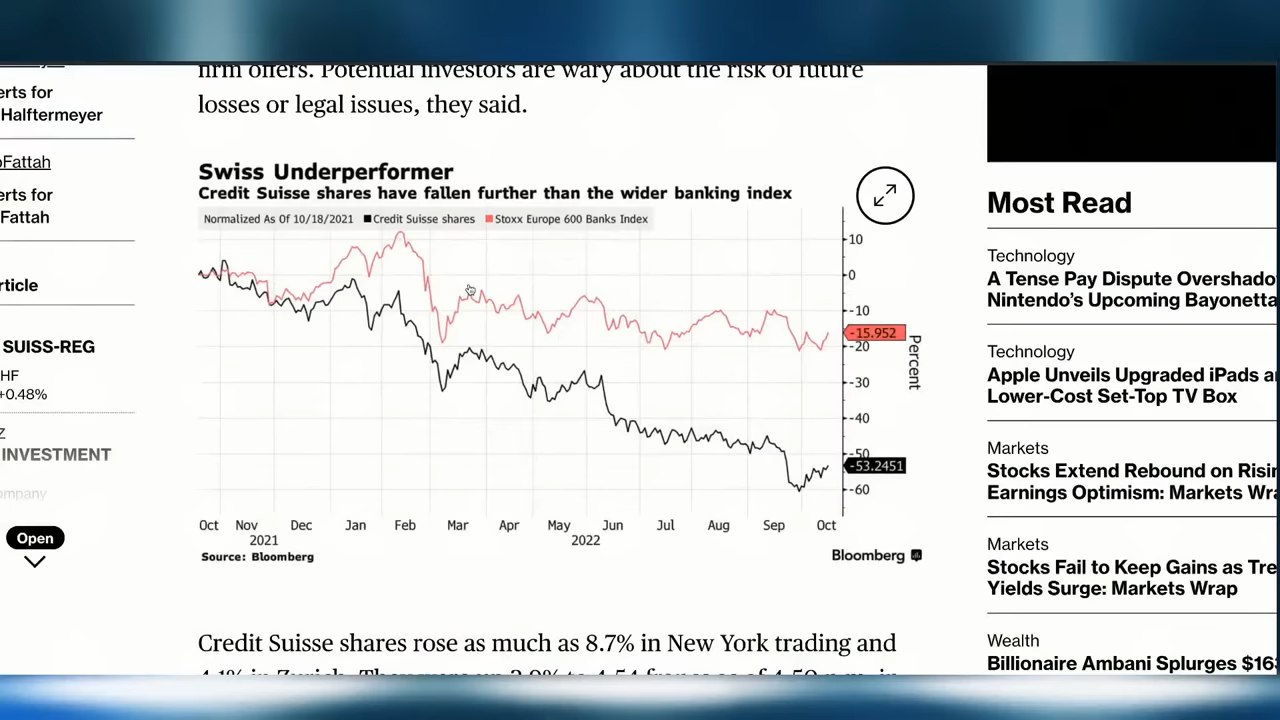 erts for
Halftermeyer
Fattah
erts for
Fattah
rticle
SUISS-REG
HF
+0.48%
Z
INVESTMENT
ompany
Open
firm offers. Potential investors are wary about the risk of future
losses or legal issues, they said.
Swiss Underperformer
Credit Suisse shares have fallen further than the wider banking index
Normalized As Of 10/18/2021 Credit Suisse shares Stoxx Europe 600 Banks Index
10
0
-10
-15.952
-20
-30
-40
-50
-53.2451
-60
Percent
Oct Nov Dec Jan Feb Mar Apr May Jun Jul Aug Sep Oct
2021 2022
Source: Bloomberg
Bloomberg
Credit Suisse shares rose as much as 8.7% in New York trading and
Most Read
Technology
A Tense Pay Dispute Overshado
Nintendo's Upcoming Bayonetta
Technology
Apple Unveils Upgraded iPads a
Lower-Cost Set-Top TV Box
Markets
Stocks Extend Rebound on Risi
Earnings Optimism: Markets Wra
Markets
Stocks Fail to Keep Gains as Tre
Yields Surge: Markets Wrap
Wealth
Billionaire Ambani Splurges $16